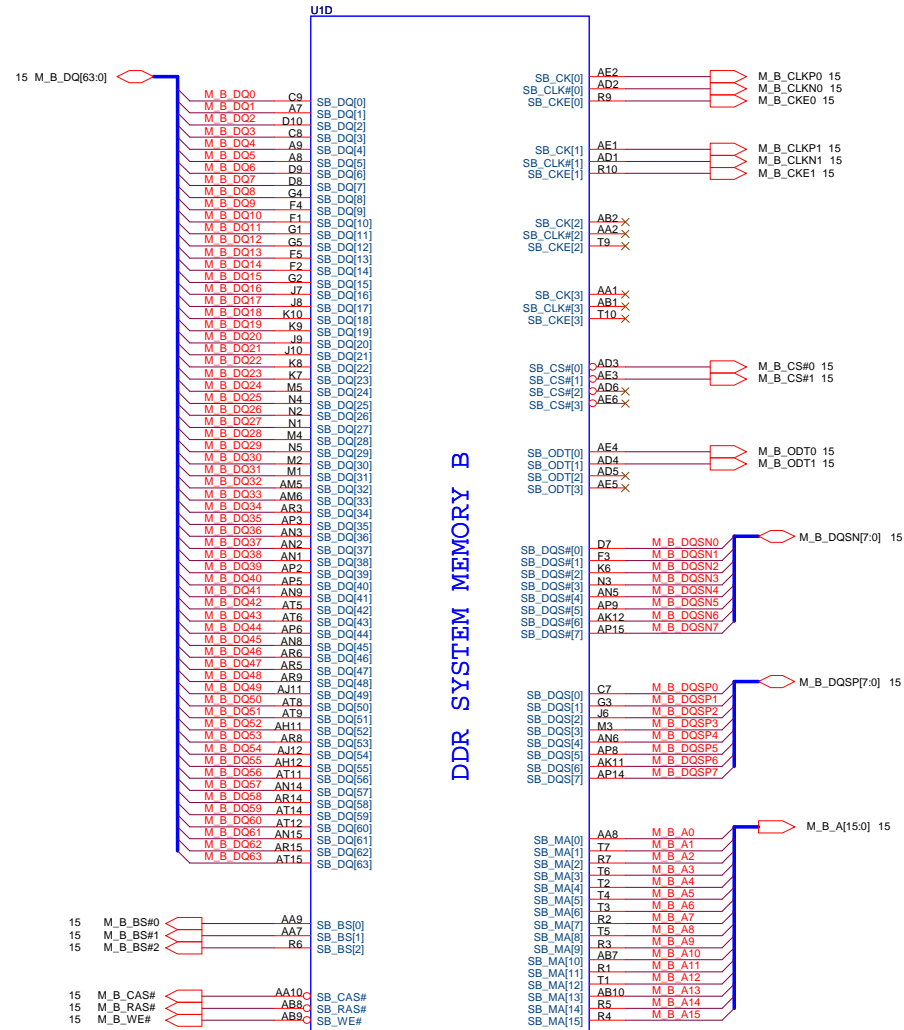 U1D
15 M_B_DQ[63:0]
M_B_DQ0 C9 SB_DQ[0]
M_B_DQ1 A7 SB_DQ[1]
M_B_DQ2 D10 SB_DQ[2]
M_B_DQ3 C8 SB_DQ[3]
M_B_DQ4 A9 SB_DQ[4]
M_B_DQ5 A8 SB_DQ[5]
M_B_DQ6 D9 SB_DQ[6]
M_B_DQ7 D8 SB_DQ[7]
M_B_DQ8 G4 SB_DQ[8]
M_B_DQ9 F4 SB_DQ[9]
M_B_DQ10 F1 SB_DQ[10]
M_B_DQ11 G1 SB_DQ[11]
M_B_DQ12 G5 SB_DQ[12]
M_B_DQ13 F5 SB_DQ[13]
M_B_DQ14 F2 SB_DQ[14]
M_B_DQ15 G2 SB_DQ[15]
M_B_DQ16 J7 SB_DQ[16]
M_B_DQ17 J8 SB_DQ[17]
M_B_DQ18 K10 SB_DQ[18]
M_B_DQ19 K9 SB_DQ[19]
M_B_DQ20 J9 SB_DQ[20]
M_B_DQ21 J10 SB_DQ[21]
M_B_DQ22 K8 SB_DQ[22]
M_B_DQ23 K7 SB_DQ[23]
M_B_DQ24 M5 SB_DQ[24]
M_B_DQ25 N4 SB_DQ[25]
M_B_DQ26 N2 SB_DQ[26]
M_B_DQ27 N1 SB_DQ[27]
M_B_DQ28 M4 SB_DQ[28]
M_B_DQ29 N5 SB_DQ[29]
M_B_DQ30 M2 SB_DQ[30]
M_B_DQ31 M1 SB_DQ[31]
M_B_DQ32 AM5 SB_DQ[32]
M_B_DQ33 AM6 SB_DQ[33]
M_B_DQ34 AR3 SB_DQ[34]
M_B_DQ35 AP3 SB_DQ[35]
M_B_DQ36 AN3 SB_DQ[36]
M_B_DQ37 AN2 SB_DQ[37]
M_B_DQ38 AN1 SB_DQ[38]
M_B_DQ39 AP2 SB_DQ[39]
M_B_DQ40 AP5 SB_DQ[40]
M_B_DQ41 AN9 SB_DQ[41]
M_B_DQ42 AT5 SB_DQ[42]
M_B_DQ43 AT6 SB_DQ[43]
M_B_DQ44 AP6 SB_DQ[44]
M_B_DQ45 AN8 SB_DQ[45]
M_B_DQ46 AR6 SB_DQ[46]
M_B_DQ47 AR5 SB_DQ[47]
M_B_DQ48 AR9 SB_DQ[48]
M_B_DQ49 AJ11 SB_DQ[49]
M_B_DQ50 AT8 SB_DQ[50]
M_B_DQ51 AT9 SB_DQ[51]
M_B_DQ52 AH11 SB_DQ[52]
M_B_DQ53 AR8 SB_DQ[53]
M_B_DQ54 AJ12 SB_DQ[54]
M_B_DQ55 AH12 SB_DQ[55]
M_B_DQ56 AT11 SB_DQ[56]
M_B_DQ57 AN14 SB_DQ[57]
M_B_DQ58 AR14 SB_DQ[58]
M_B_DQ59 AT14 SB_DQ[59]
M_B_DQ60 AT12 SB_DQ[60]
M_B_DQ61 AN15 SB_DQ[61]
M_B_DQ62 AR15 SB_DQ[62]
M_B_DQ63 AT15 SB_DQ[63]
15 M_B_BS#0 AA9 SB_BS[0]
15 M_B_BS#1 AA7 SB_BS[1]
15 M_B_BS#2 R6 SB_BS[2]
15 M_B_CAS# AA10 SB_CAS#
15 M_B_RAS# AB8 SB_RAS#
15 M_B_WE# AB9 SB_WE#
DDR SYSTEM MEMORY B
SB_CK[0] AE2 M_B_CLKP0 15
SB_CLK#[0] AD2 M_B_CLKN0 15
SB_CKE[0] R9 M_B_CKE0 15
SB_CK[1] AE1 M_B_CLKP1 15
SB_CLK#[1] AD1 M_B_CLKN1 15
SB_CKE[1] R10 M_B_CKE1 15
SB_CK[2] AB2
SB_CLK#[2] AA2
SB_CKE[2] T9
SB_CK[3] AA1
SB_CLK#[3] AB1
SB_CKE[3] T10
SB_CS#[0] AD3 M_B_CS#0 15
SB_CS#[1] AE3 M_B_CS#1 15
SB_CS#[2] AD6
SB_CS#[3] AE6
SB_ODT[0] AE4 M_B_ODT0 15
SB_ODT[1] AD4 M_B_ODT1 15
SB_ODT[2] AD5
SB_ODT[3] AE5
M_B_DQSN[7:0] 15
SB_DQS#[0] D7 M_B_DQSN0
SB_DQS#[1] F3 M_B_DQSN1
SB_DQS#[2] K6 M_B_DQSN2
SB_DQS#[3] N3 M_B_DQSN3
SB_DQS#[4] AN5 M_B_DQSN4
SB_DQS#[5] AP9 M_B_DQSN5
SB_DQS#[6] AK12 M_B_DQSN6
SB_DQS#[7] AP15 M_B_DQSN7
M_B_DQSP[7:0] 15
SB_DQS[0] C7 M_B_DQSP0
SB_DQS[1] G3 M_B_DQSP1
SB_DQS[2] J6 M_B_DQSP2
SB_DQS[3] M3 M_B_DQSP3
SB_DQS[4] AN6 M_B_DQSP4
SB_DQS[5] AP8 M_B_DQSP5
SB_DQS[6] AK11 M_B_DQSP6
SB_DQS[7] AP14 M_B_DQSP7
M_B_A[15:0] 15
SB_MA[0] AA8 M_B_A0
SB_MA[1] T7 M_B_A1
SB_MA[2] R7 M_B_A2
SB_MA[3] T6 M_B_A3
SB_MA[4] T2 M_B_A4
SB_MA[5] T4 M_B_A5
SB_MA[6] T3 M_B_A6
SB_MA[7] R2 M_B_A7
SB_MA[8] T5 M_B_A8
SB_MA[9] R3 M_B_A9
SB_MA[10] AB7 M_B_A10
SB_MA[11] R1 M_B_A11
SB_MA[12] T1 M_B_A12
SB_MA[13] AB10 M_B_A13
SB_MA[14] R5 M_B_A14
SB_MA[15] R4 M_B_A15